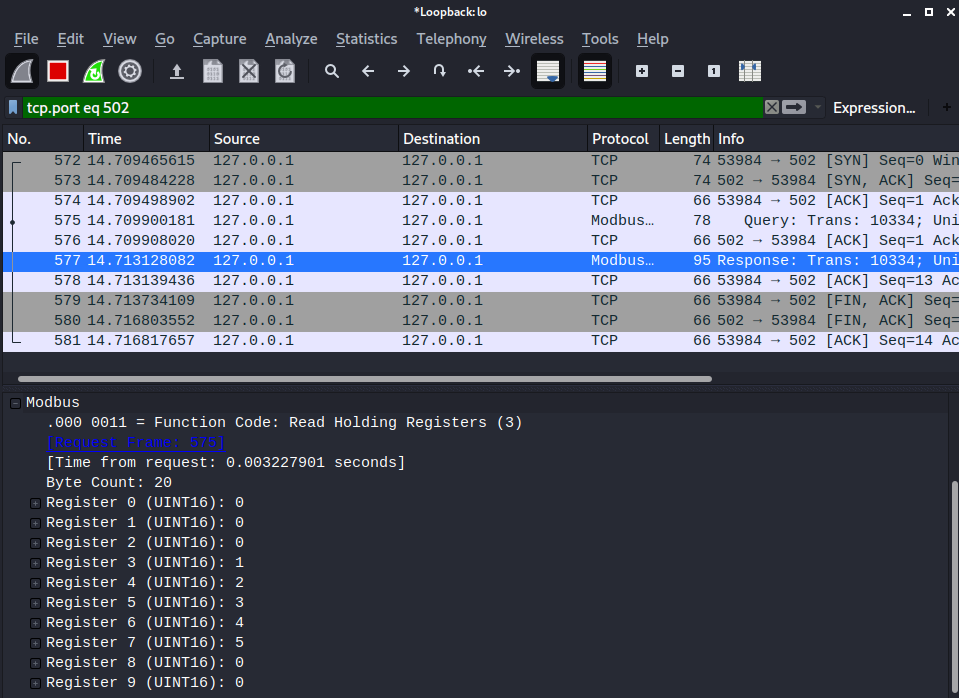 *Loopback: lo
File Edit View Go Capture Analyze Statistics Telephony Wireless Tools Help
tcp.port eq 502 Expression... +
No. Time Source Destination Protocol Length Info
572 14.709465615 127.0.0.1 127.0.0.1 TCP 74 53984 → 502 [SYN] Seq=0 Win
573 14.709484228 127.0.0.1 127.0.0.1 TCP 74 502 → 53984 [SYN, ACK] Seq=
574 14.709498902 127.0.0.1 127.0.0.1 TCP 66 53984 → 502 [ACK] Seq=1 Ack
575 14.709900181 127.0.0.1 127.0.0.1 Modbus… 78 Query: Trans: 10334; Uni
576 14.709908020 127.0.0.1 127.0.0.1 TCP 66 502 → 53984 [ACK] Seq=1 Ack
577 14.713128082 127.0.0.1 127.0.0.1 Modbus… 95 Response: Trans: 10334; Uni
578 14.713139436 127.0.0.1 127.0.0.1 TCP 66 53984 → 502 [ACK] Seq=13 Ac
579 14.713734109 127.0.0.1 127.0.0.1 TCP 66 53984 → 502 [FIN, ACK] Seq=
580 14.716803552 127.0.0.1 127.0.0.1 TCP 66 502 → 53984 [FIN, ACK] Seq=
581 14.716817657 127.0.0.1 127.0.0.1 TCP 66 53984 → 502 [ACK] Seq=14 Ac
Modbus
.000 0011 = Function Code: Read Holding Registers (3)
[Request Frame: 575]
[Time from request: 0.003227901 seconds]
Byte Count: 20
Register 0 (UINT16): 0
Register 1 (UINT16): 0
Register 2 (UINT16): 0
Register 3 (UINT16): 1
Register 4 (UINT16): 2
Register 5 (UINT16): 3
Register 6 (UINT16): 4
Register 7 (UINT16): 5
Register 8 (UINT16): 0
Register 9 (UINT16): 0